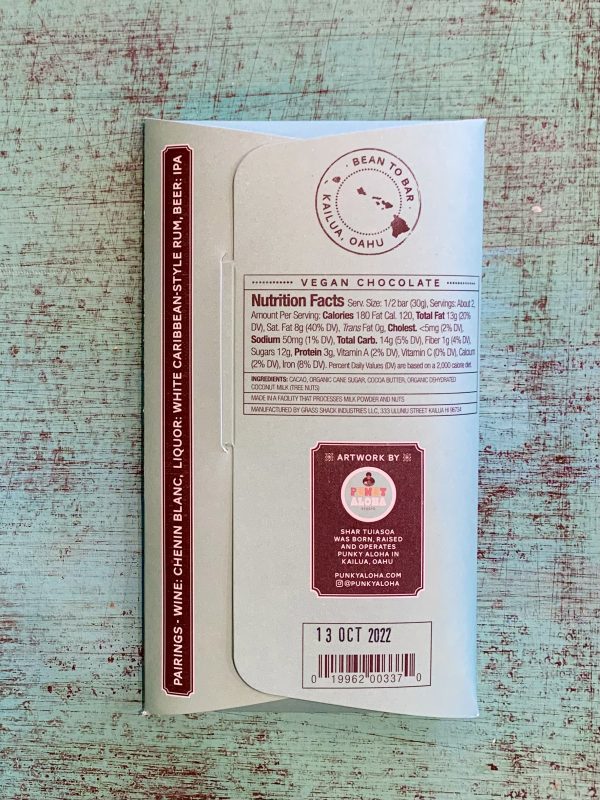 PAIRINGS - WINE: CHENIN BLANC, LIQUOR: WHITE CARIBBEAN-STYLE RUM, BEER: IPA
· BEAN TO BAR ·
KAILUA, OAHU
VEGAN CHOCOLATE
Nutrition Facts Serv. Size: 1/2 bar (30g), Servings: About 2,
Amount Per Serving: Calories 180 Fat Cal. 120, Total Fat 13g (20%
DV), Sat. Fat 8g (40% DV), Trans Fat 0g, Cholest. <5mg (2% DV),
Sodium 50mg (1% DV), Total Carb. 14g (5% DV), Fiber 1g (4% DV),
Sugars 12g, Protein 3g, Vitamin A (2% DV), Vitamin C (0% DV), Calcium
(2% DV), Iron (8% DV). Percent Daily Values (DV) are based on a 2,000 calorie diet.
INGREDIENTS: CACAO, ORGANIC CANE SUGAR, COCOA BUTTER, ORGANIC DEHYDRATED
COCONUT MILK (TREE NUTS)
MADE IN A FACILITY THAT PROCESSES MILK POWDER AND NUTS
MANUFACTURED BY GRASS SHACK INDUSTRIES LLC, 333 ULUNIU STREET KAILUA HI 96734
ARTWORK BY
PUNKY
ALOHA
SHAR TUIASOA
WAS BORN, RAISED
AND OPERATES
PUNKY ALOHA IN
KAILUA, OAHU
PUNKYALOHA.COM
@PUNKYALOHA
13 OCT 2022
0 19962 00337 0